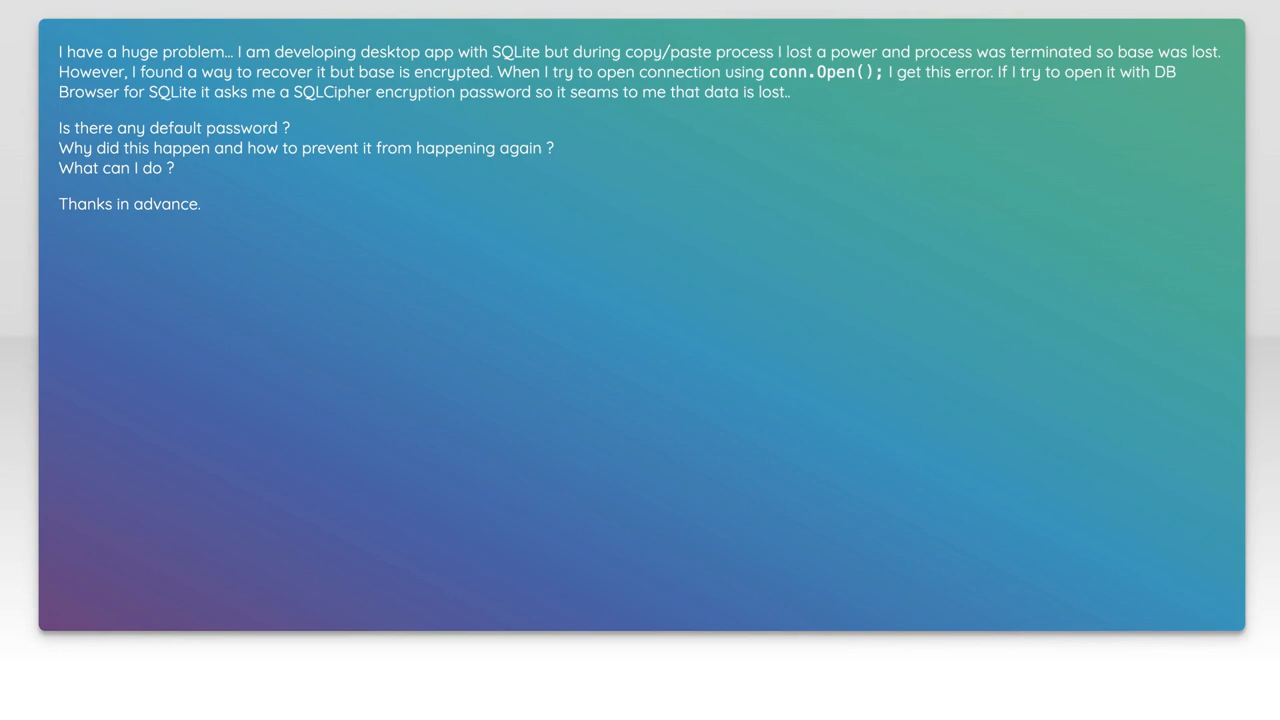 I have a huge problem... I am developing desktop app with SQLite but during copy/paste process I lost a power and process was terminated so base was lost.
However, I found a way to recover it but base is encrypted. When I try to open connection using conn.Open(); I get this error. If I try to open it with DB
Browser for SQLite it asks me a SQLCipher encryption password so it seams to me that data is lost..
Is there any default password ?
Why did this happen and how to prevent it from happening again ?
What can I do ?
Thanks in advance.